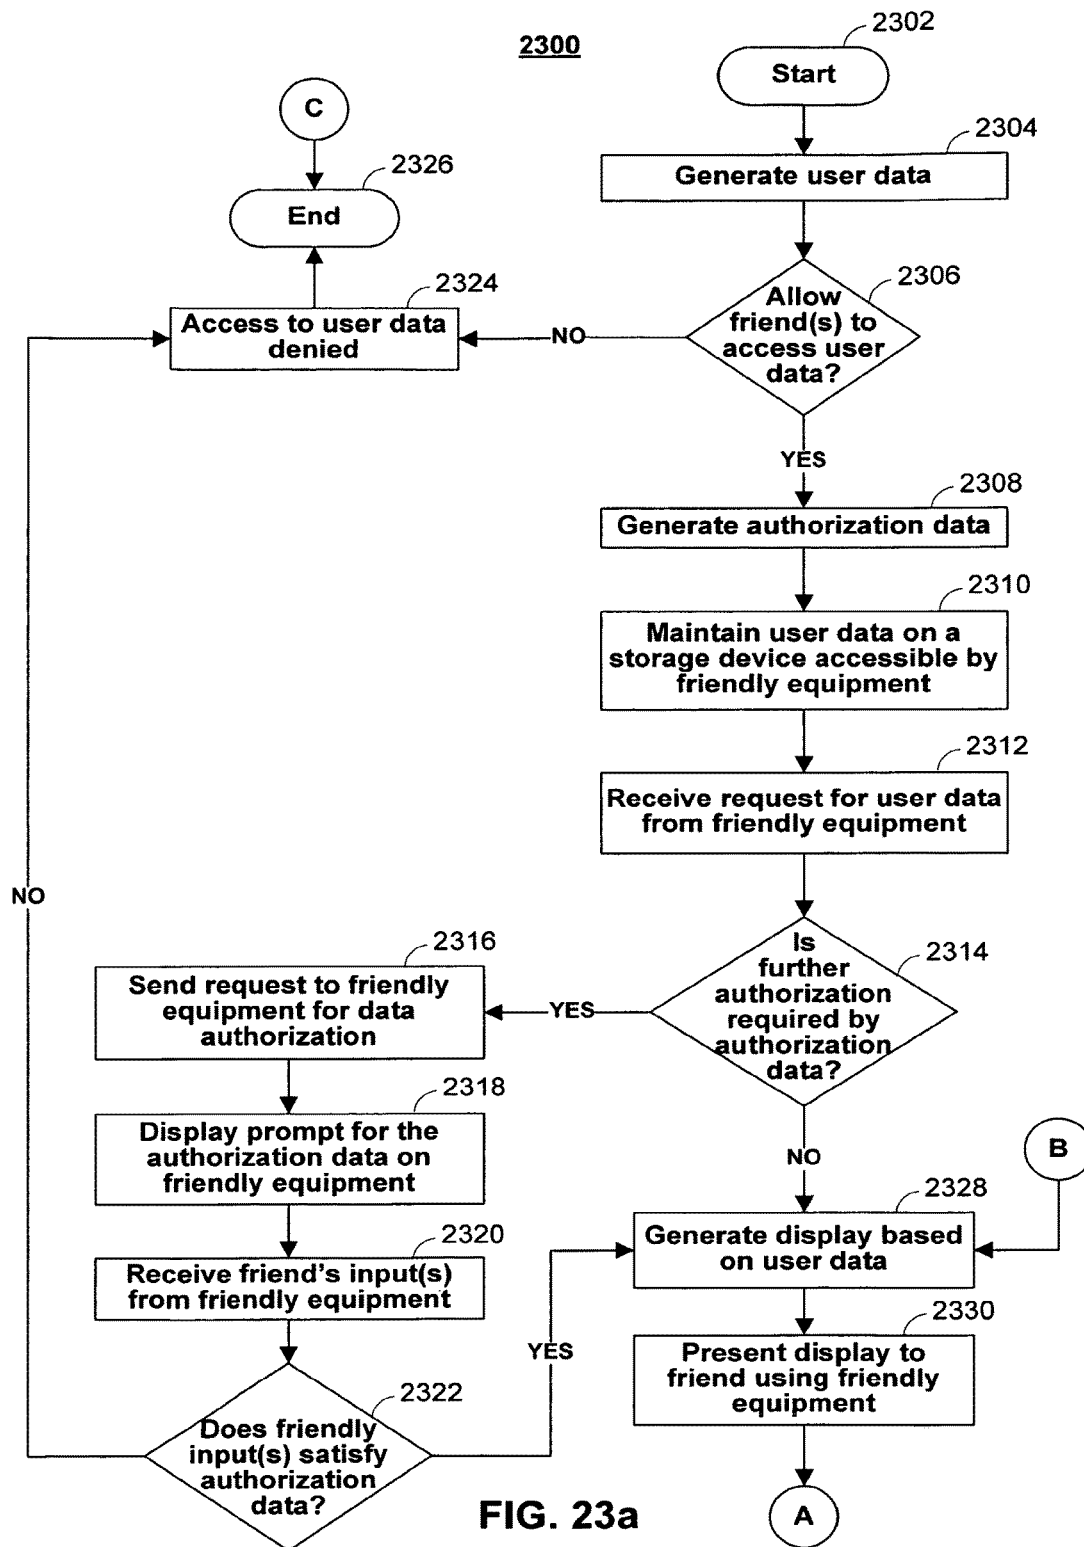 2300
2302
Start
C
2304
Generate user data
2326
End
2306
Allow
friend(s) to
access user
data?
2324
Access to user data
denied
NO
YES
2308
Generate authorization data
2310
Maintain user data on a
storage device accessible by
friendly equipment
2312
Receive request for user data
from friendly equipment
NO
2314
Is
further
authorization
required by
authorization
data?
YES
2316
Send request to friendly
equipment for data
authorization
2318
Display prompt for the
authorization data on
friendly equipment
NO
B
2328
Generate display based
on user data
2320
Receive friend's input(s)
from friendly equipment
YES
2330
Present display to
friend using friendly
equipment
2322
Does friendly
input(s) satisfy
authorization
data?
A
FIG. 23a